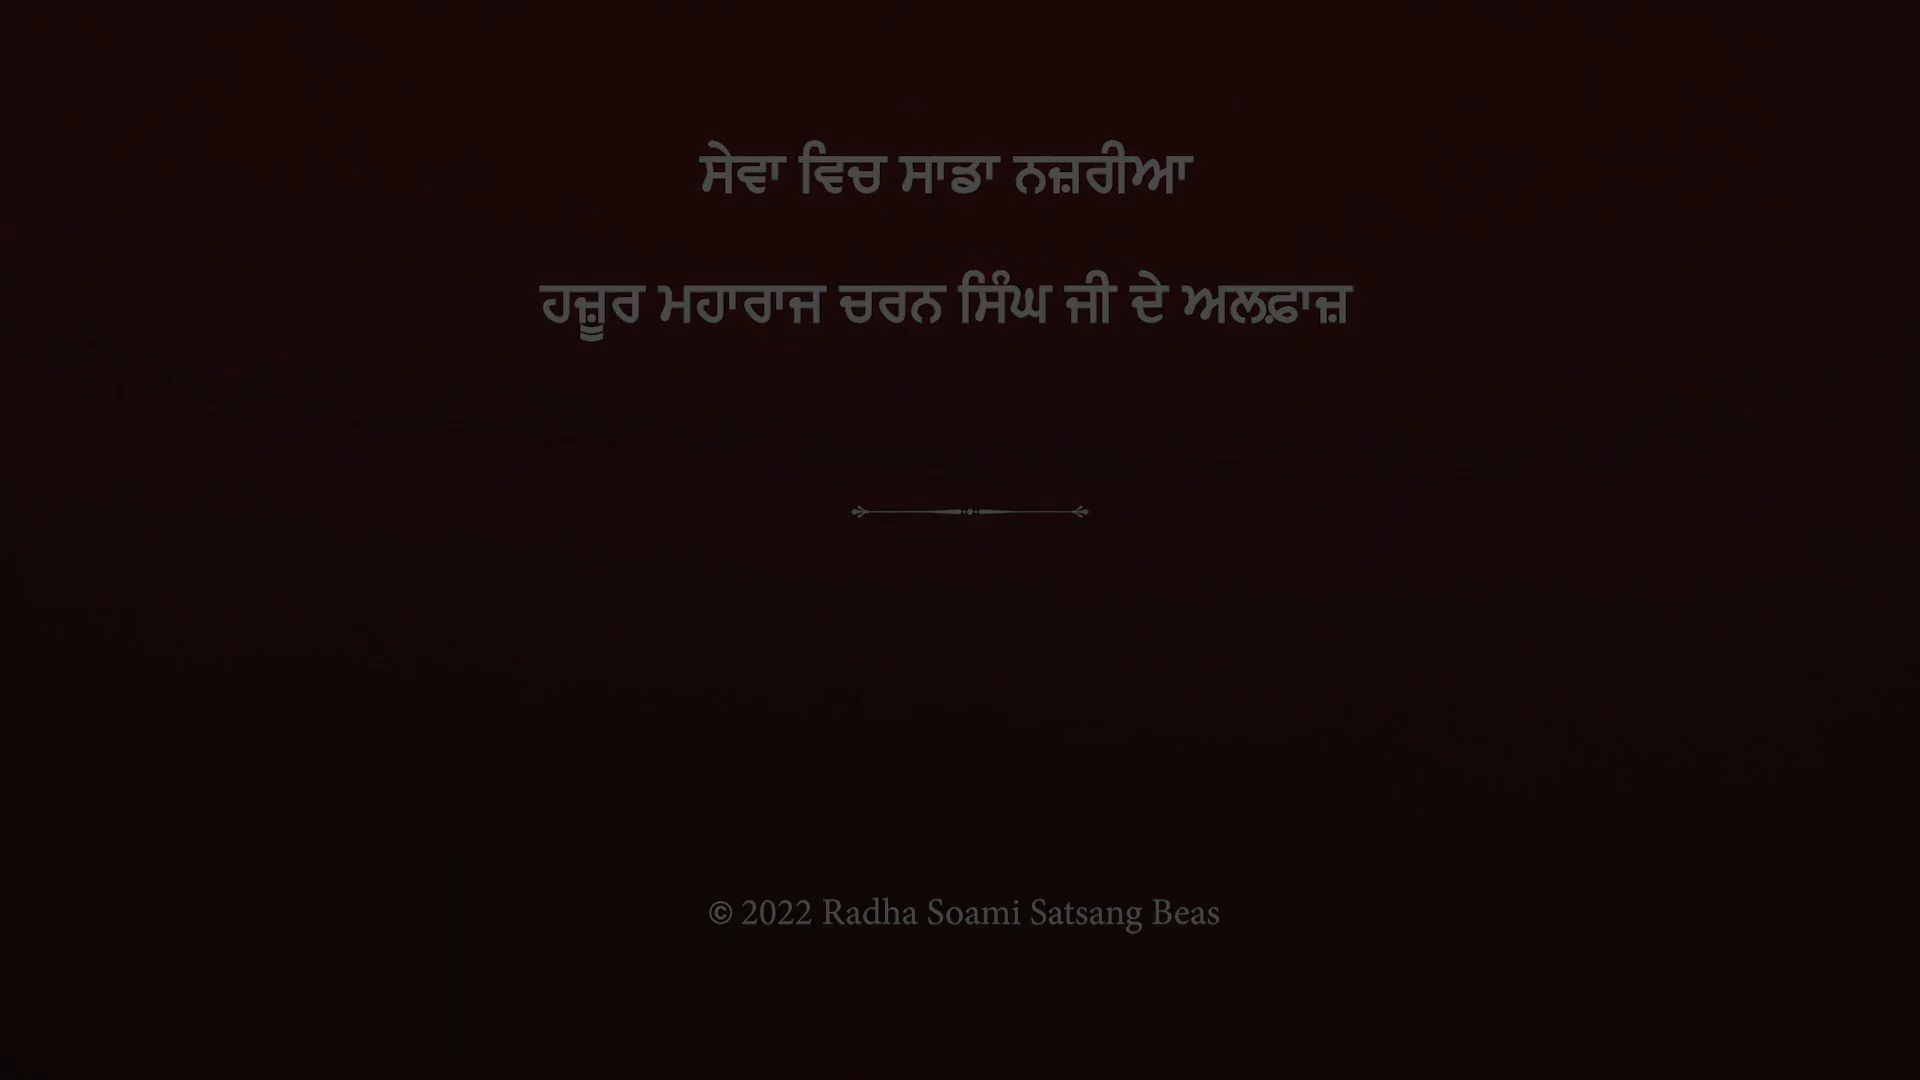 ਸੇਵਾ ਵਿਚ ਸਾਡਾ ਨਜ਼ਰੀਆ
ਹਜ਼ੂਰ ਮਹਾਰਾਜ ਚਰਨ ਸਿੰਘ ਜੀ ਦੇ ਅਲਫ਼ਾਜ਼
© 2022 Radha Soami Satsang Beas